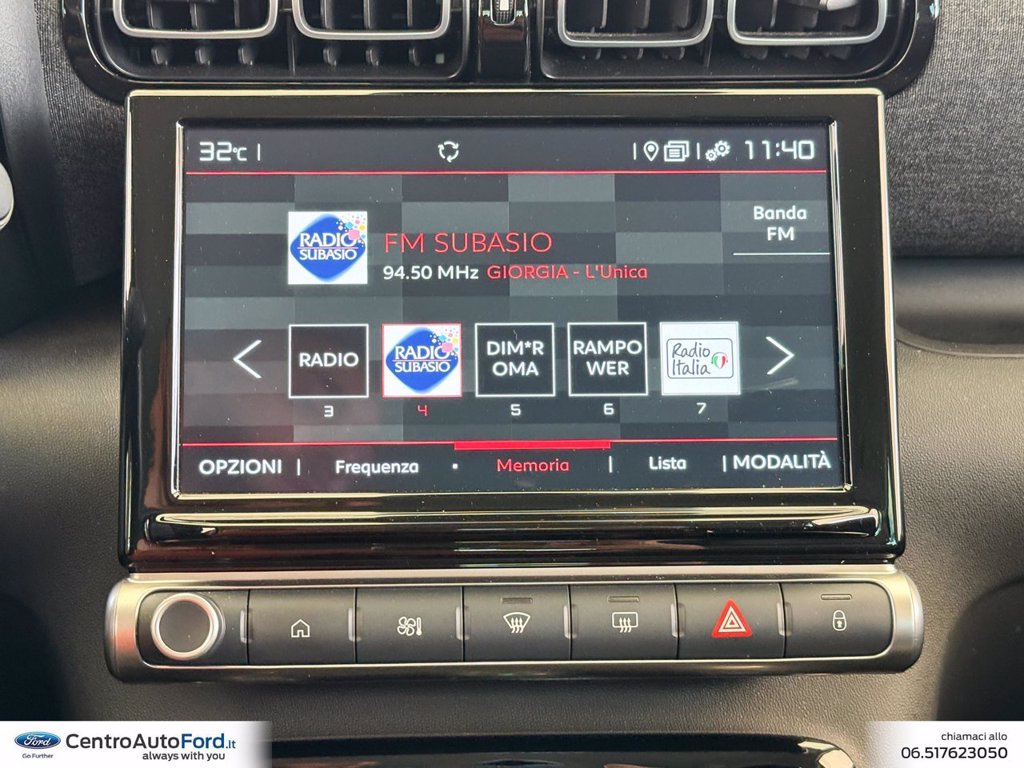 32°C
11:40
RADIO
SUBASIO
FM SUBASIO
94.50 MHz GIORGIA - L'Unica
Banda
FM
RADIO
RADIO
SUBASIO
DIM*R
OMA
RAMPO
WER
Radio
Italia
3
4
5
6
7
OPZIONI
Frequenza
Memoria
Lista
MODALITÀ
Ford
Go Further
CentroAutoFord.it
always with you
chiamaci allo
06.517623050